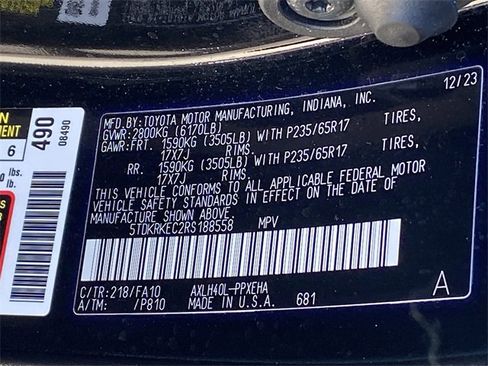 MFD.BY:TOYOTA MOTOR MANUFACTURING, INDIANA, INC. 12/23
GVWR:2800KG (6170LB)
GAWR:FRT. 1590KG (3505LB) WITH P235/65R17 TIRES,
17X7J RIMS.
RR. 1590KG (3505LB) WITH P235/65R17 TIRES,
17X7J RIMS.
THIS VEHICLE CONFORMS TO ALL APPLICABLE FEDERAL MOTOR
VEHICLE SAFETY STANDARDS IN EFFECT ON THE DATE OF
MANUFACTURE SHOWN ABOVE.
5TDKRKEC2RS188558 MPV
C/TR:218/FA10 AXLH40L-PPXEHA
A/TM: /P810 MADE IN U.S.A. 681 A
490
08490
6
lb.